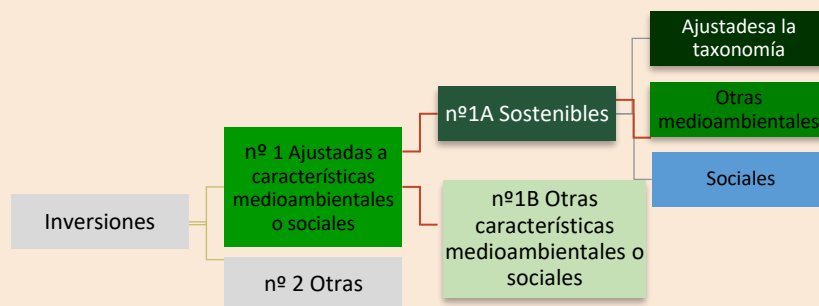 Inversiones
nº 1 Ajustadas a
características
medioambientales
o sociales
nº 2 Otras
nº1A Sostenibles
nº1B Otras
características
medioambientales o
sociales
Ajustadesa la
taxonomía
Otras
medioambientales
Sociales